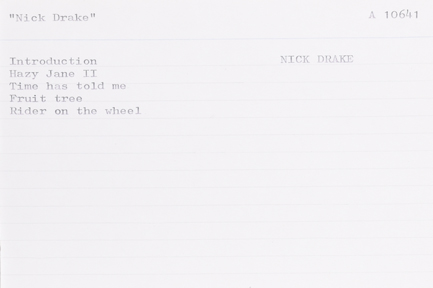 "Nick Drake"
A 10641
Introduction
NICK DRAKE
Hazy Jane II
Time has told me
Fruit tree
Rider on the wheel